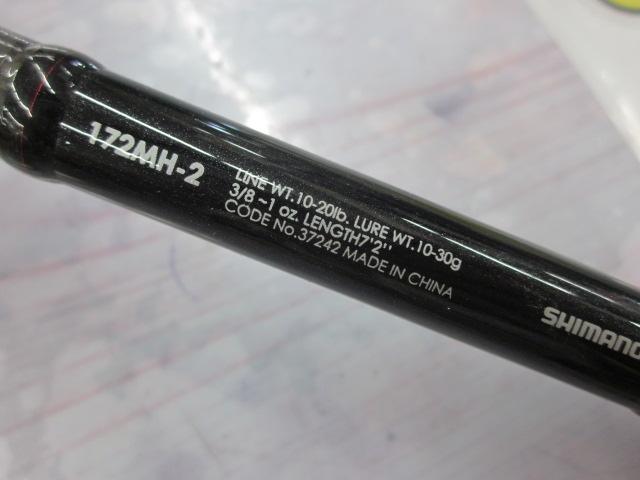 172MH-2
LINE WT.10-20lb. LURE WT.10-30g
3/8~1 oz. LENGTH7'2''
CODE No.37242 MADE IN CHINA
SHIMANO